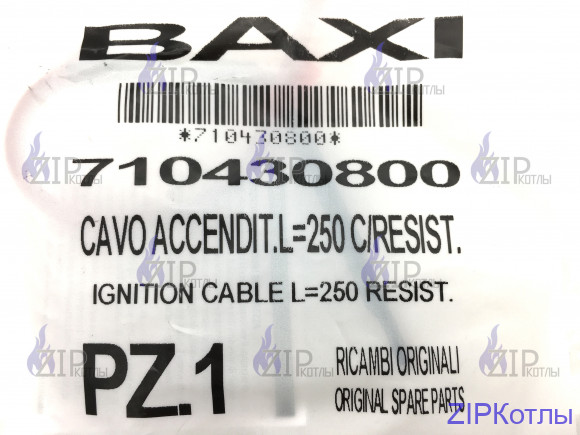 BAXI
*710430800*
710430800
CAVO ACCENDIT.L=250 C/RESIST.
IGNITION CABLE L=250 RESIST.
PZ.1
RICAMBI ORIGINALI
ORIGINAL SPARE PARTS
ZIPКотлы